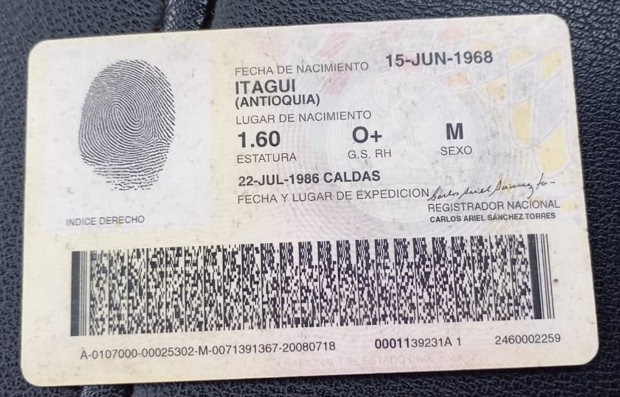 FECHA DE NACIMIENTO 15-JUN-1968
ITAGUI
(ANTIOQUIA)
LUGAR DE NACIMIENTO
1.60 O+ M
ESTATURA G.S. RH SEXO
22-JUL-1986 CALDAS
FECHA Y LUGAR DE EXPEDICION
REGISTRADOR NACIONAL
CARLOS ARIEL SÁNCHEZ TORRES
INDICE DERECHO
A-0107000-00025302-M-0071391367-20080718 0001139231A 1 2460002259